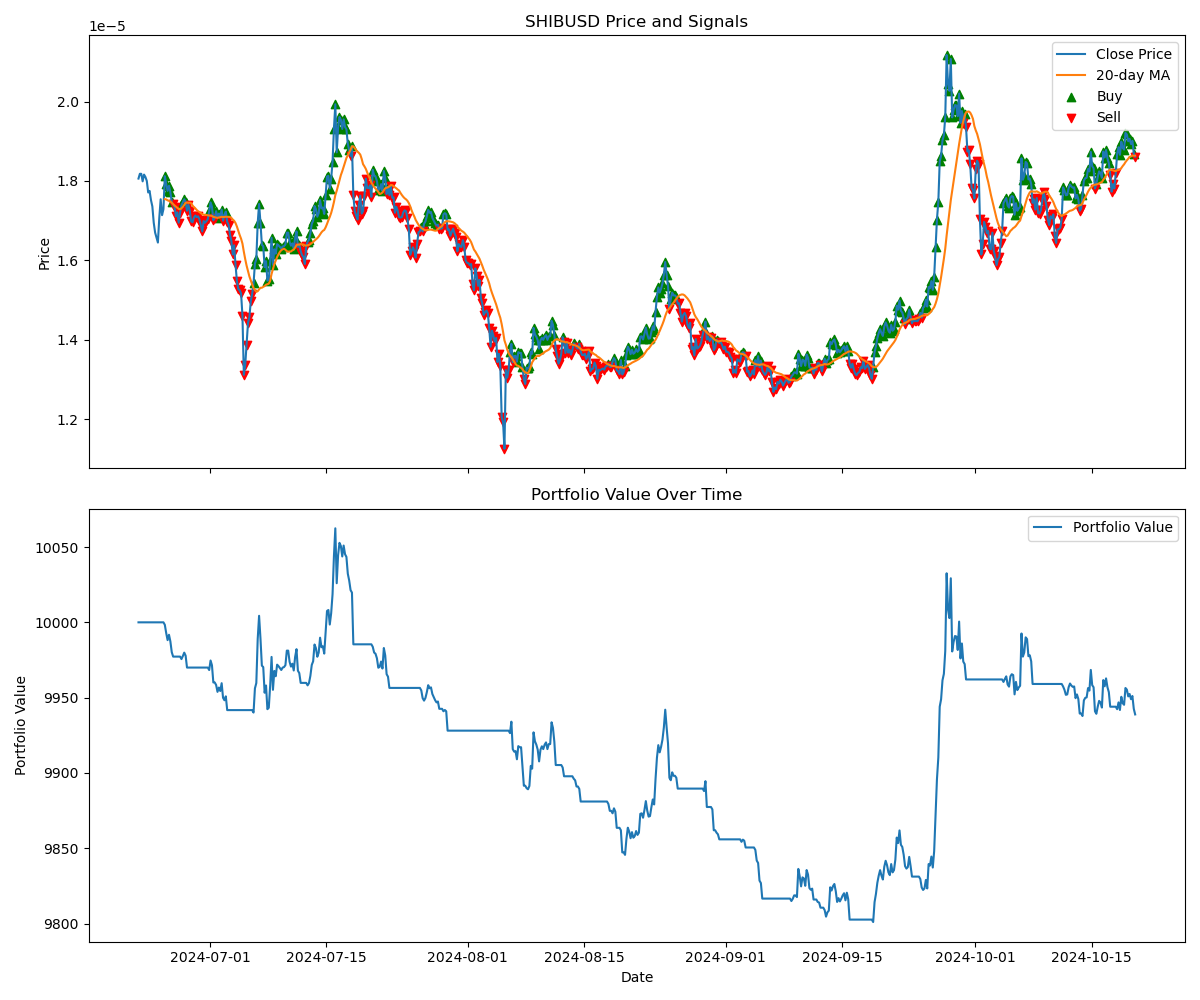 SHIBUSD Price and Signals
1e−5
Close Price
20-day MA
Buy
Sell
2.0
1.8
1.6
1.4
1.2
Price
Portfolio Value Over Time
Portfolio Value
10050
10000
9950
9900
9850
9800
Portfolio Value
2024-07-01 2024-07-15 2024-08-01 2024-08-15 2024-09-01 2024-09-15 2024-10-01 2024-10-15
Date